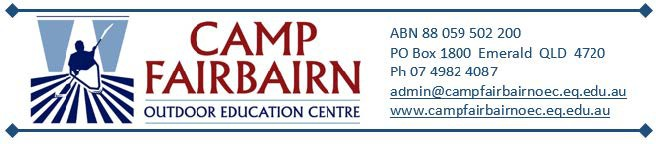 CAMP
FAIRBAIRN
OUTDOOR EDUCATION CENTRE
ABN 88 059 502 200
PO Box 1800 Emerald QLD 4720
Ph 07 4982 4087
admin@campfairbairnoec.eq.edu.au
www.campfairbairnoec.eq.edu.au